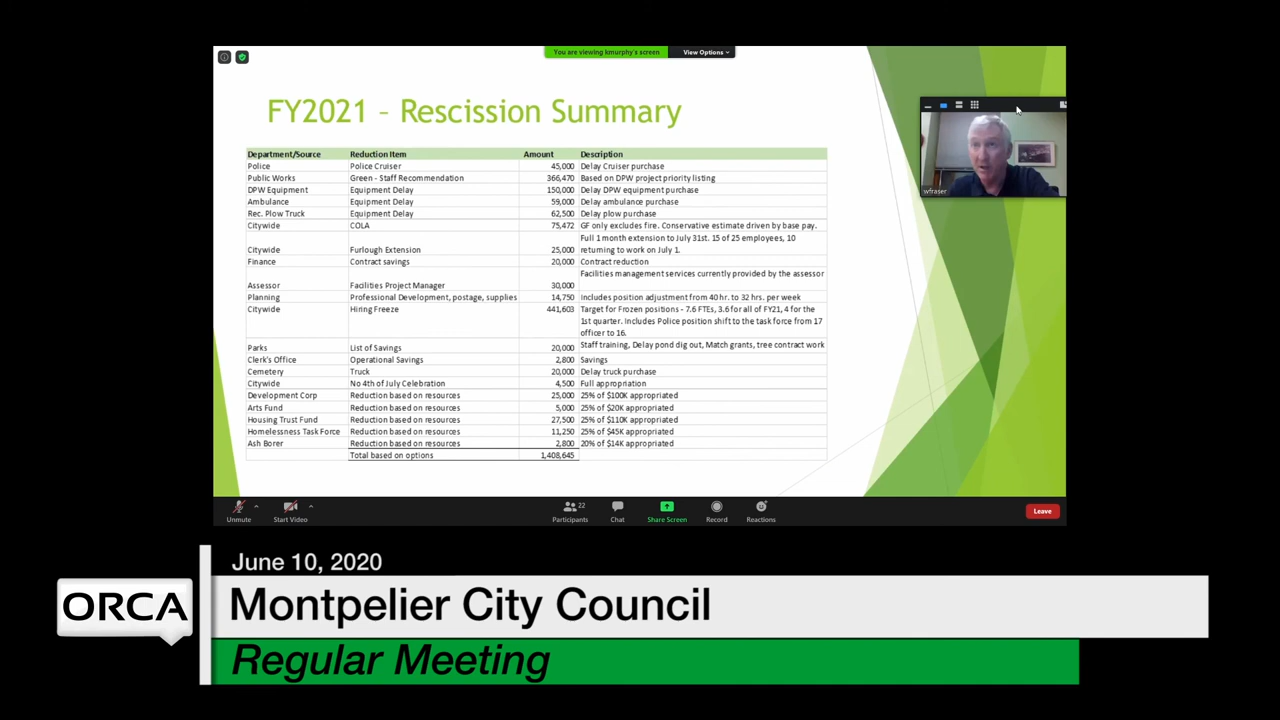 You are viewing kmurphy's screen
View Options
FY2021 – Rescission Summary
Department/Source Reduction Item Amount Description
Police Police Cruiser 45,000 Delay Cruiser purchase
Public Works Green - Staff Recommendation 366,470 Based on DPW project priority listing
DPW Equipment Equipment Delay 150,000 Delay DPW equipment purchase
Ambulance Equipment Delay 59,000 Delay ambulance purchase
Rec. Plow Truck Equipment Delay 62,500 Delay plow purchase
Citywide COLA 75,472 GF only excludes fire. Conservative estimate driven by base pay.
Full 1 month extension to July 31st. 15 of 25 employees, 10
Citywide Furlough Extension 25,000 returning to work on July 1.
Finance Contract savings 20,000 Contract reduction
Facilities management services currently provided by the assessor
Assessor Facilities Project Manager 30,000
Planning Professional Development, postage, supplies 14,750 Includes position adjustment from 40 hr. to 32 hrs. per week
Citywide Hiring Freeze 441,603 Target for Frozen positions - 7.6 FTEs, 3.6 for all of FY21, 4 for the
1st quarter. Includes Police position shift to the task force from 17
officer to 16.
Parks List of Savings 20,000 Staff training, Delay pond dig out, Match grants, tree contract work
Clerk's Office Operational Savings 2,800 Savings
Cemetery Truck 20,000 Delay truck purchase
Citywide No 4th of July Celebration 4,500 Full appropriation
Development Corp Reduction based on resources 25,000 25% of $100K appropriated
Arts Fund Reduction based on resources 5,000 25% of $20K appropriated
Housing Trust Fund Reduction based on resources 27,500 25% of $110K appropriated
Homelessness Task Force Reduction based on resources 11,250 25% of $45K appropriated
Ash Borer Reduction based on resources 2,800 20% of $14K appropriated
Total based on options 1,408,645
wfraser
Unmute Start Video Participants 22 Chat Share Screen Record Reactions Leave
June 10, 2020
ORCA
Montpelier City Council
Regular Meeting